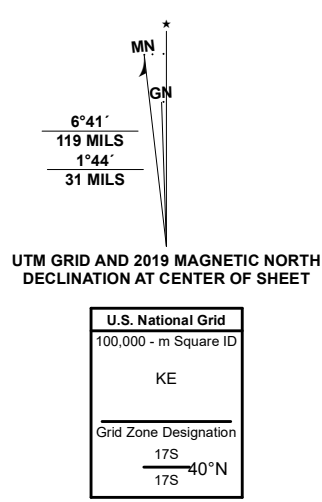 ★
MN
GN
6°41´
119 MILS
1°44´
31 MILS
UTM GRID AND 2019 MAGNETIC NORTH
DECLINATION AT CENTER OF SHEET
U.S. National Grid
100,000 - m Square ID
KE
Grid Zone Designation
17S
40°N
17S